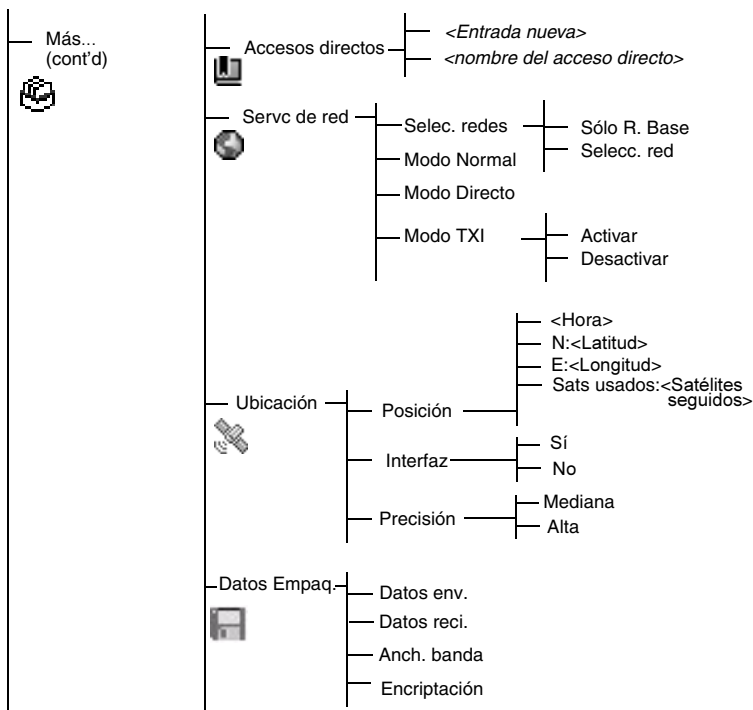 Más...
(cont'd)
Accesos directos
<Entrada nueva>
<nombre del acceso directo>
Servc de red
Selec. redes
Sólo R. Base
Selecc. red
Modo Normal
Modo Directo
Modo TXI
Activar
Desactivar
Ubicación
Posición
<Hora>
N:<Latitud>
E:<Longitud>
Sats usados:<Satélites
seguidos>
Interfaz
Sí
No
Precisión
Mediana
Alta
Datos Empaq.
Datos env.
Datos reci.
Anch. banda
Encriptación